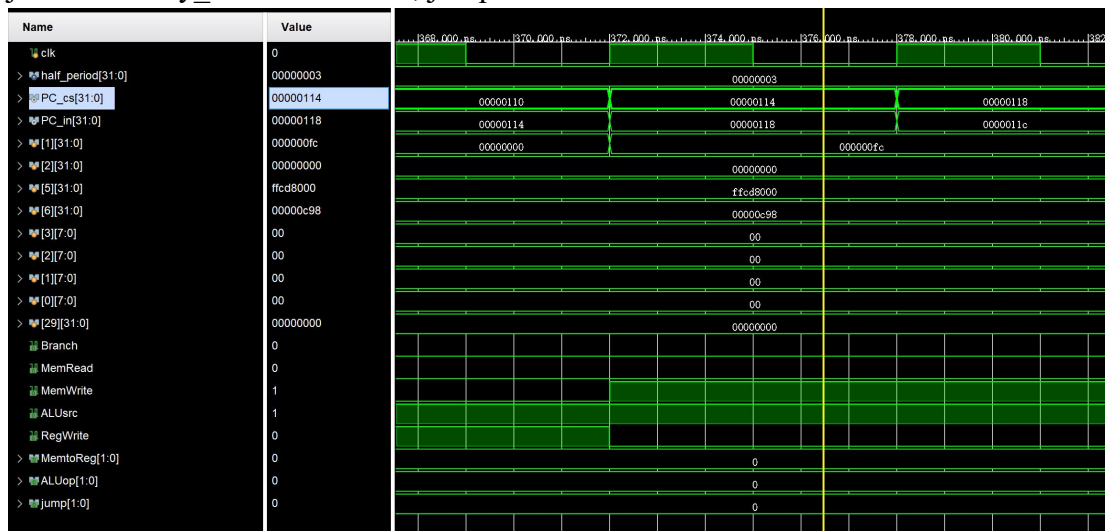 Name Value
368.000 ns 370.000 ns 372.000 ns 374.000 ns 376.000 ns 378.000 ns 380.000 ns 382
clk 0
half_period[31:0] 00000003 00000003
PC_cs[31:0] 00000114 00000110 00000114 00000118
PC_in[31:0] 00000118 00000114 00000118 0000011c
[1][31:0] 000000fc 00000000 000000fc
[2][31:0] 00000000 00000000
[5][31:0] ffcd8000 ffcd8000
[6][31:0] 00000c98 00000c98
[3][7:0] 00 00
[2][7:0] 00 00
[1][7:0] 00 00
[0][7:0] 00 00
[29][31:0] 00000000 00000000
Branch 0
MemRead 0
MemWrite 1
ALUsrc 1
RegWrite 0
MemtoReg[1:0] 0 0
ALUop[1:0] 0 0
jump[1:0] 0 0